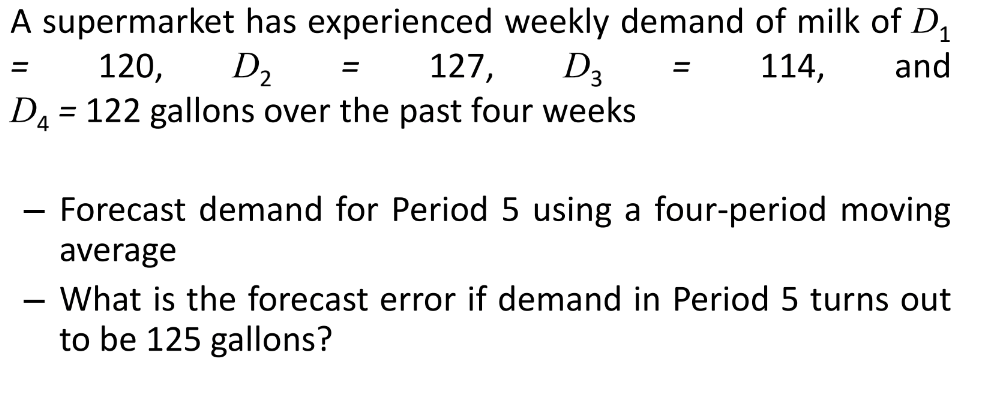 A supermarket has experienced weekly demand of milk of D₁
= 120, D₂ = 127, D₃ = 114, and
D₄ = 122 gallons over the past four weeks
– Forecast demand for Period 5 using a four-period moving
average
– What is the forecast error if demand in Period 5 turns out
to be 125 gallons?